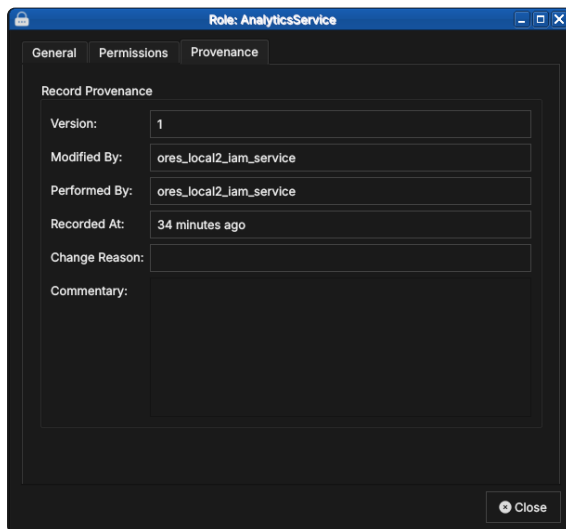 Role: AnalyticsService
General Permissions Provenance
Record Provenance
Version: 1
Modified By: ores_local2_iam_service
Performed By: ores_local2_iam_service
Recorded At: 34 minutes ago
Change Reason:
Commentary:
Close